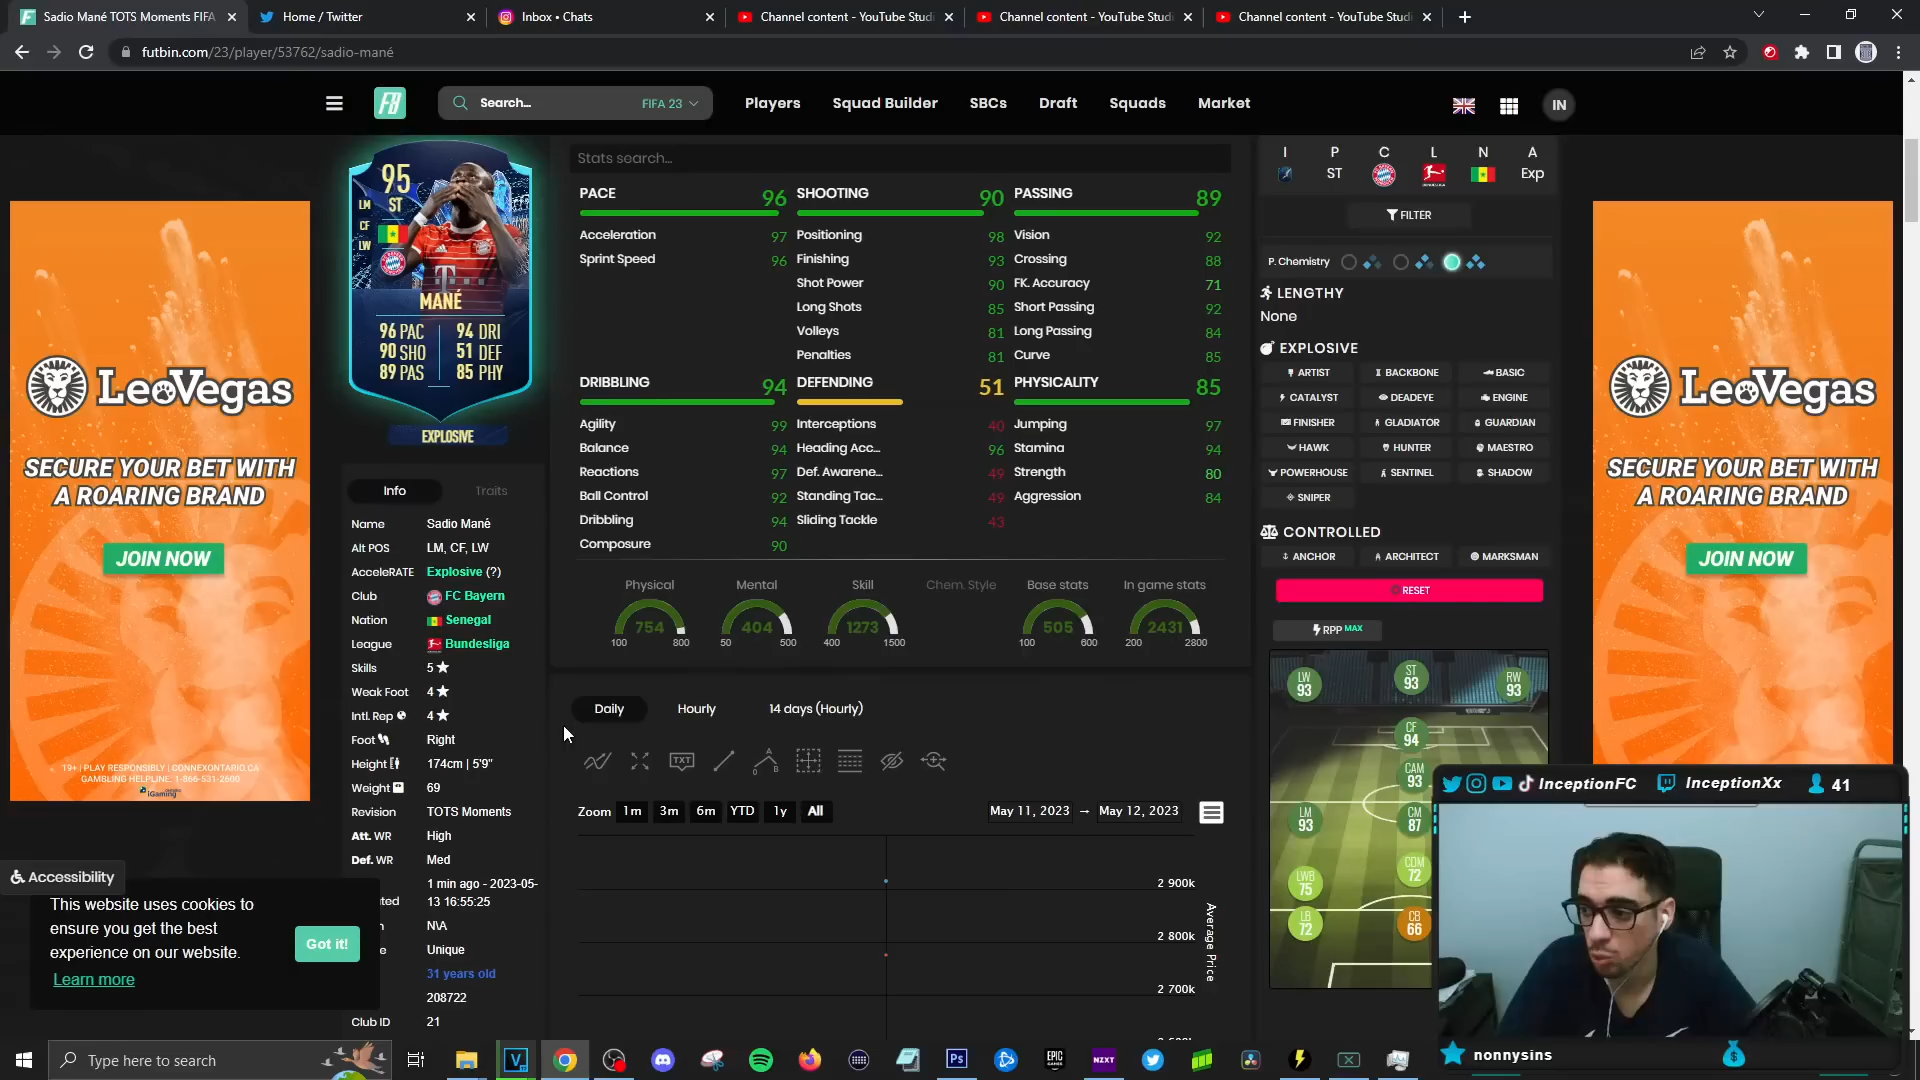 Sadio Mané TOTS Moments FIFA
Home / Twitter
Inbox • Chats
Channel content - YouTube Studi
Channel content - YouTube Studi
Channel content - YouTube Studi
futbin.com/23/player/53762/sadio-mané
Search...
FIFA 23
Players
Squad Builder
SBCs
Draft
Squads
Market
IN
95
ST
LM
CF
LW
MANÉ
96 PAC
94 DRI
90 SHO
51 DEF
89 PAS
85 PHY
EXPLOSIVE
Stats search...
PACE 96
Acceleration 97
Sprint Speed 96
SHOOTING 90
Positioning 98
Finishing 93
Shot Power 90
Long Shots 85
Volleys 81
Penalties 81
PASSING 89
Vision 92
Crossing 88
FK. Accuracy 71
Short Passing 92
Long Passing 84
Curve 85
DRIBBLING 94
Agility 99
Balance 94
Reactions 97
Ball Control 92
Dribbling 94
Composure 90
DEFENDING 51
Interceptions 40
Heading Acc... 96
Def. Awarene... 49
Standing Tac... 49
Sliding Tackle 43
PHYSICALITY 85
Jumping 97
Stamina 94
Strength 80
Aggression 84
Physical
754
100 800
Mental
404
50 500
Skill
1273
400 1500
Chem. Style
Base stats
505
100 600
In game stats
2431
200 2800
I P C L N A
ST Exp
FILTER
P. Chemistry
LENGTHY
None
EXPLOSIVE
ARTIST BACKBONE BASIC
CATALYST DEADEYE ENGINE
FINISHER GLADIATOR GUARDIAN
HAWK HUNTER MAESTRO
POWERHOUSE SENTINEL SHADOW
SNIPER
CONTROLLED
ANCHOR ARCHITECT MARKSMAN
RESET
RPP MAX
LW
93
ST
93
RW
93
CF
94
CAM
93
LM
93
CM
87
CDM
72
LWB
75
LB
72
CB
66
Info
Traits
Name Sadio Mané
Alt POS LM, CF, LW
AcceleRATE Explosive (?)
Club FC Bayern
Nation Senegal
League Bundesliga
Skills 5
Weak Foot 4
Intl. Rep 4
Foot Right
Height 174cm | 5'9"
Weight 69
Revision TOTS Moments
Att. WR High
Def. WR Med
1 min ago - 2023-05-
13 16:55:25
N\A
Unique
31 years old
208722
Club ID 21
Daily
Hourly
14 days (Hourly)
TXT
Zoom 1m 3m 6m YTD 1y All
May 11, 2023 → May 12, 2023
2 900k
2 800k
2 700k
Average Price
LeoVegas
SECURE YOUR BET WITH
A ROARING BRAND
JOIN NOW
19+ | PLAY RESPONSIBLY | CONNEXONTARIO.CA
GAMBLING HELPLINE: 1-866-531-2600
iGaming
LeoVegas
SECURE YOUR BET WITH
A ROARING BRAND
JOIN NOW
Accessibility
This website uses cookies to
ensure you get the best
experience on our website.
Learn more
Got it!
InceptionFC
InceptionXx
41
nonnysins
Type here to search
Ps
EPIC
GAMES
NZXT